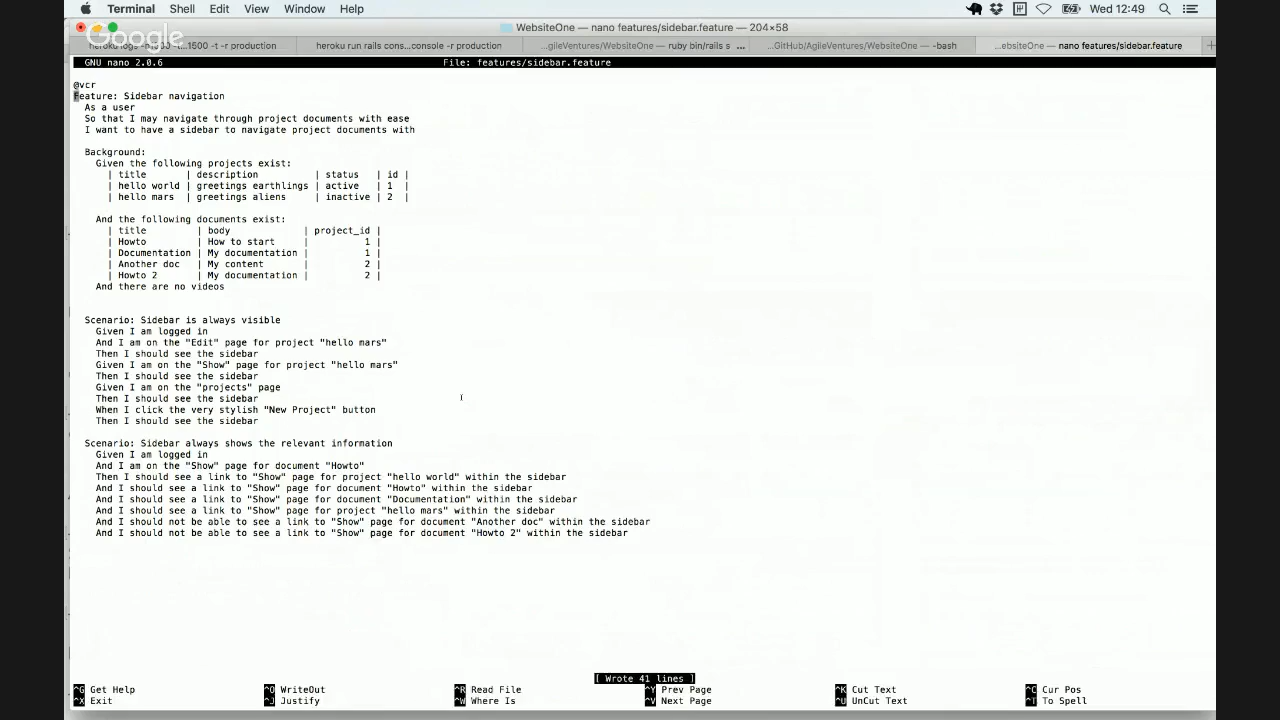 Terminal Shell Edit View Window Help Wed 12:49
Google
WebsiteOne — nano features/sidebar.feature — 204×58
heroku logs -n1500 -t...1500 -t -r production heroku run rails cons...console -r production ...gileVentures/WebsiteOne — ruby bin/rails s ... ...GitHub/AgileVentures/WebsiteOne — -bash ...ebsiteOne — nano features/sidebar.feature
GNU nano 2.0.6 File: features/sidebar.feature
@vcr
Feature: Sidebar navigation
As a user
So that I may navigate through project documents with ease
I want to have a sidebar to navigate project documents with
Background:
Given the following projects exist:
| title | description | status | id |
| hello world | greetings earthlings | active | 1 |
| hello mars | greetings aliens | inactive | 2 |
And the following documents exist:
| title | body | project_id |
| Howto | How to start | 1 |
| Documentation | My documentation | 1 |
| Another doc | My content | 2 |
| Howto 2 | My documentation | 2 |
And there are no videos
Scenario: Sidebar is always visible
Given I am logged in
And I am on the "Edit" page for project "hello mars"
Then I should see the sidebar
Given I am on the "Show" page for project "hello mars"
Then I should see the sidebar
Given I am on the "projects" page
Then I should see the sidebar
When I click the very stylish "New Project" button
Then I should see the sidebar
Scenario: Sidebar always shows the relevant information
Given I am logged in
And I am on the "Show" page for document "Howto"
Then I should see a link to "Show" page for project "hello world" within the sidebar
And I should see a link to "Show" page for document "Howto" within the sidebar
And I should see a link to "Show" page for document "Documentation" within the sidebar
And I should see a link to "Show" page for project "hello mars" within the sidebar
And I should not be able to see a link to "Show" page for document "Another doc" within the sidebar
And I should not be able to see a link to "Show" page for document "Howto 2" within the sidebar
[ Wrote 41 lines ]
^G Get Help ^O WriteOut ^R Read File ^Y Prev Page ^K Cut Text ^C Cur Pos
^X Exit ^J Justify ^W Where Is ^V Next Page ^U UnCut Text ^T To Spell